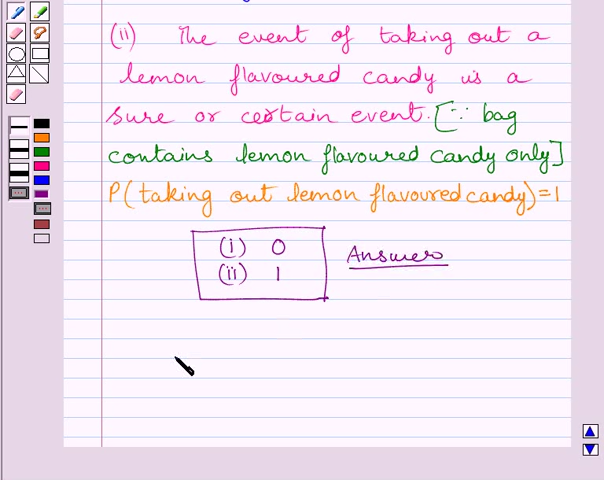 (ii) The event of taking out a
lemon flavoured candy is a
sure or certain event. [∵ bag
contains lemon flavoured candy only]
P(taking out lemon flavoured candy) = 1
(i) 0
(ii) 1
Answer